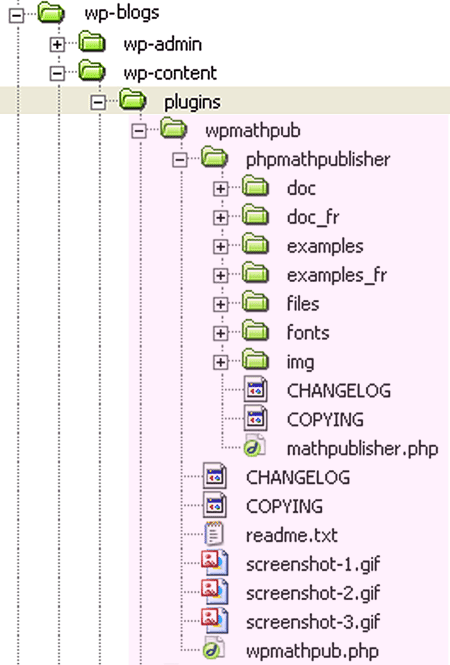 wp-blogs
wp-admin
wp-content
plugins
wpmathpub
phpmathpublisher
doc
doc_fr
examples
examples_fr
files
fonts
img
CHANGELOG
COPYING
mathpublisher.php
CHANGELOG
COPYING
readme.txt
screenshot-1.gif
screenshot-2.gif
screenshot-3.gif
wpmathpub.php